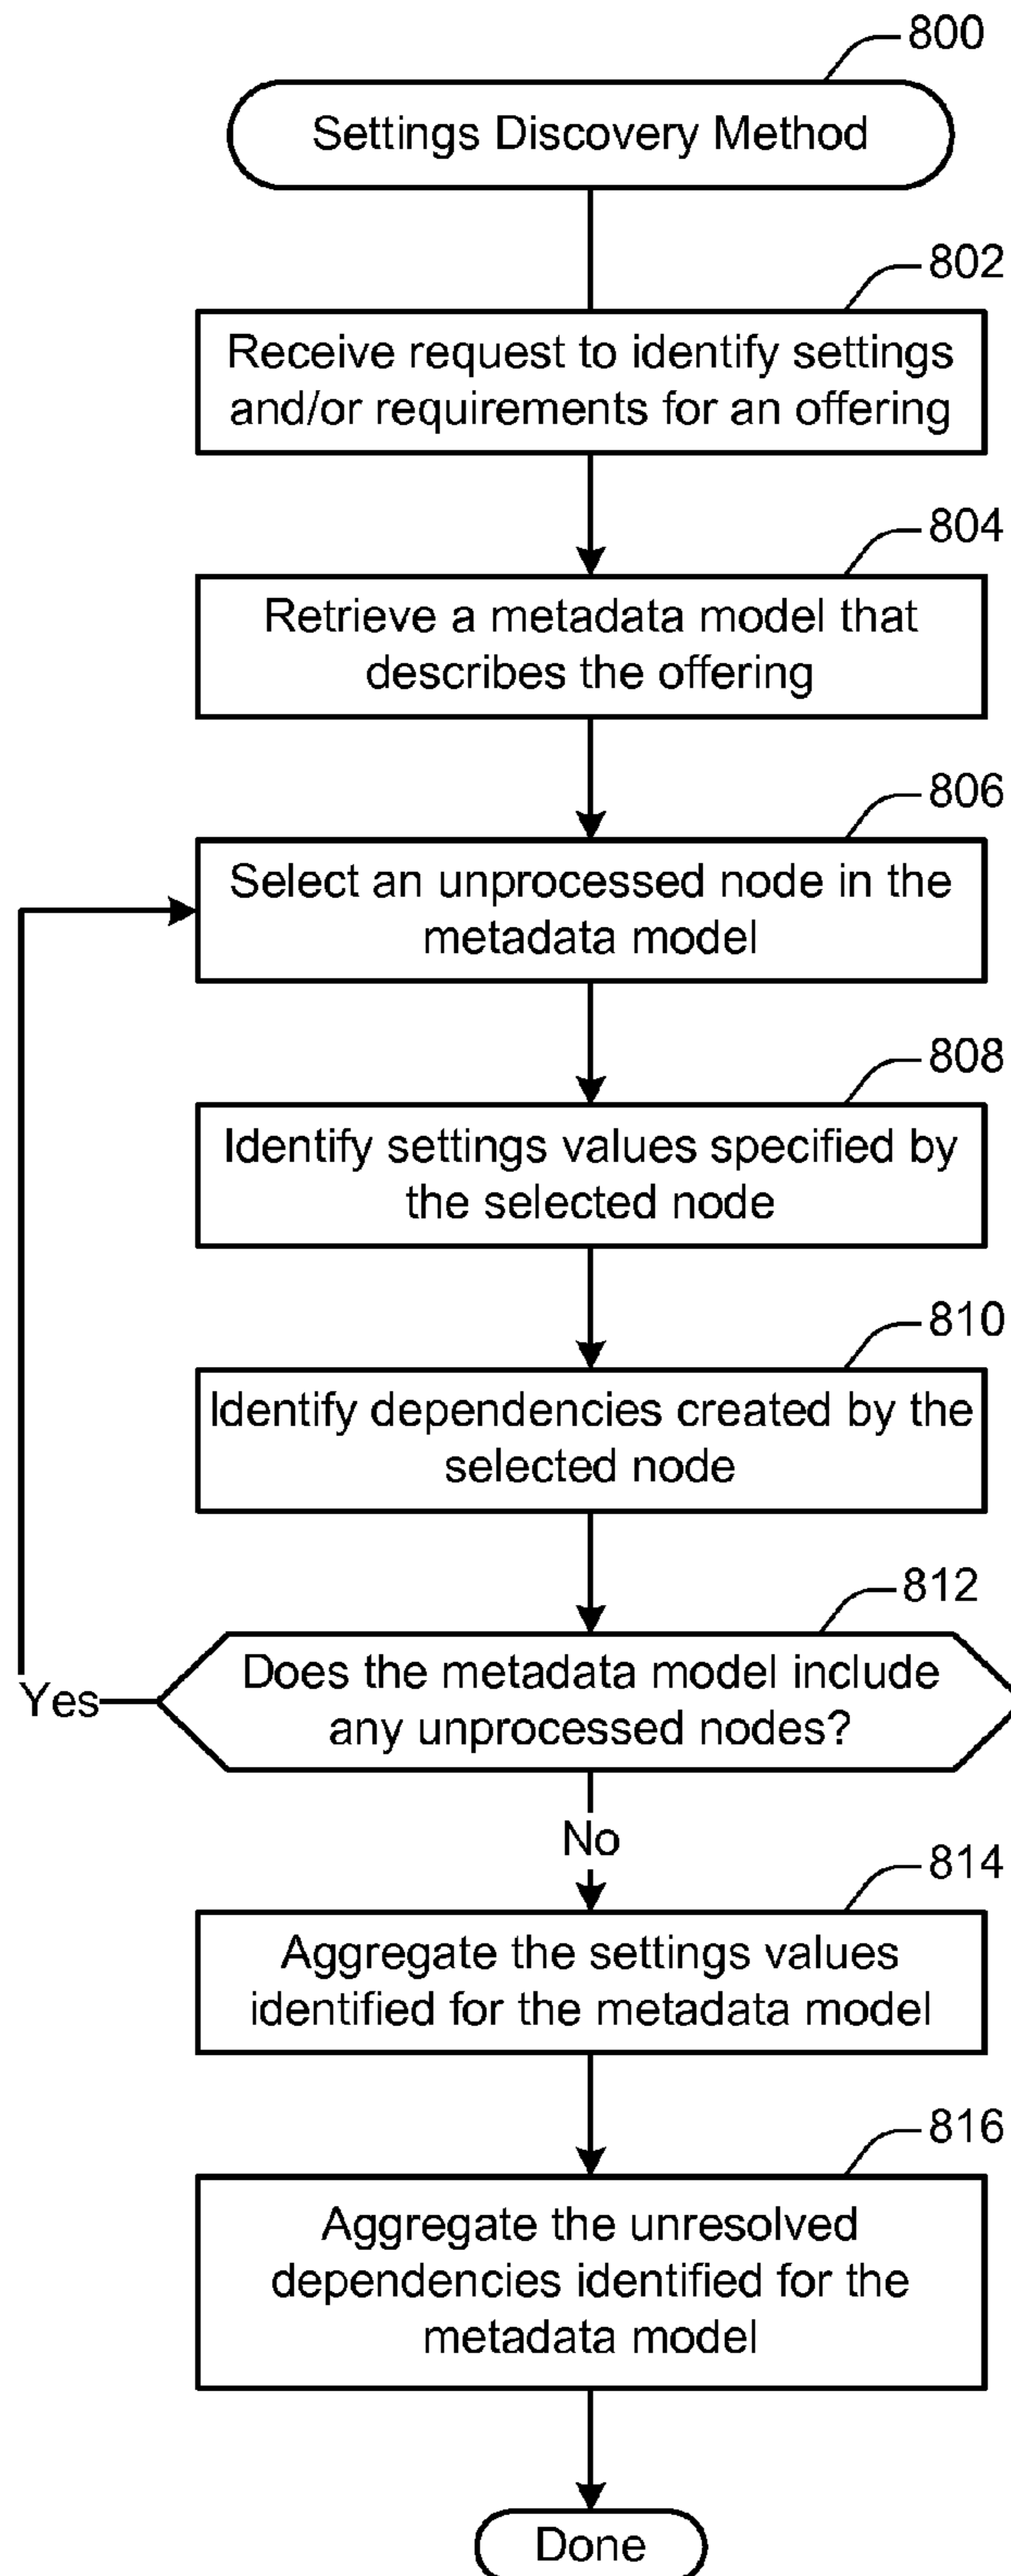 800
Settings Discovery Method
802
Receive request to identify settings
and/or requirements for an offering
804
Retrieve a metadata model that
describes the offering
806
Select an unprocessed node in the
metadata model
808
Identify settings values specified by
the selected node
810
Identify dependencies created by the
selected node
812
Does the metadata model include
any unprocessed nodes?
Yes
No
814
Aggregate the settings values
identified for the metadata model
816
Aggregate the unresolved
dependencies identified for the
metadata model
Done